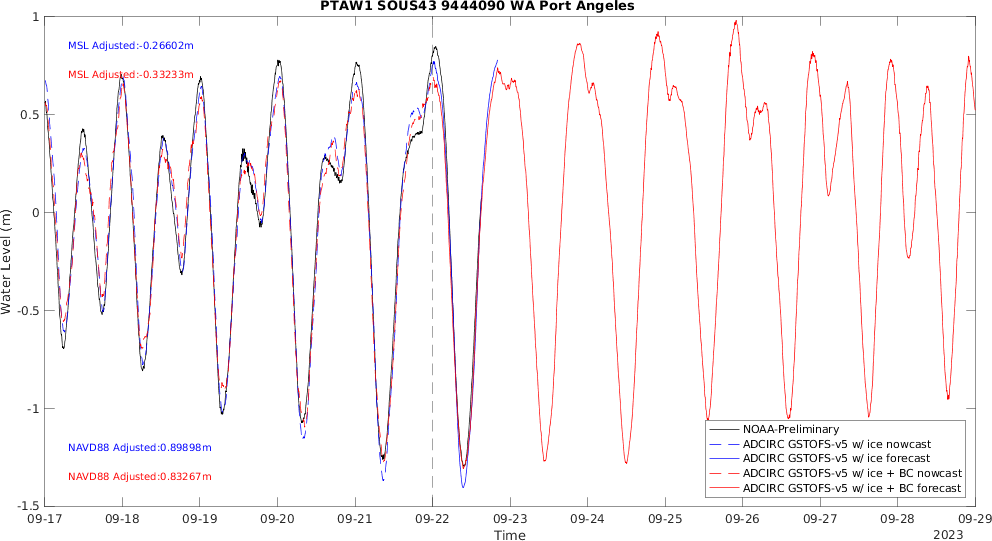 PTAW1 SOUS43 9444090 WA Port Angeles
MSL Adjusted:-0.26602m
MSL Adjusted:-0.33233m
NAVD88 Adjusted:0.89898m
NAVD88 Adjusted:0.83267m
Water Level (m)
0.5
0
-0.5
-1
-1.5
NOAA-Preliminary
ADCIRC GSTOFS-v5 w/ ice nowcast
ADCIRC GSTOFS-v5 w/ ice forecast
ADCIRC GSTOFS-v5 w/ ice + BC nowcast
ADCIRC GSTOFS-v5 w/ ice + BC forecast
09-17 09-18 09-19 09-20 09-21 09-22 09-23 09-24 09-25 09-26 09-27 09-28 09-29
Time
2023